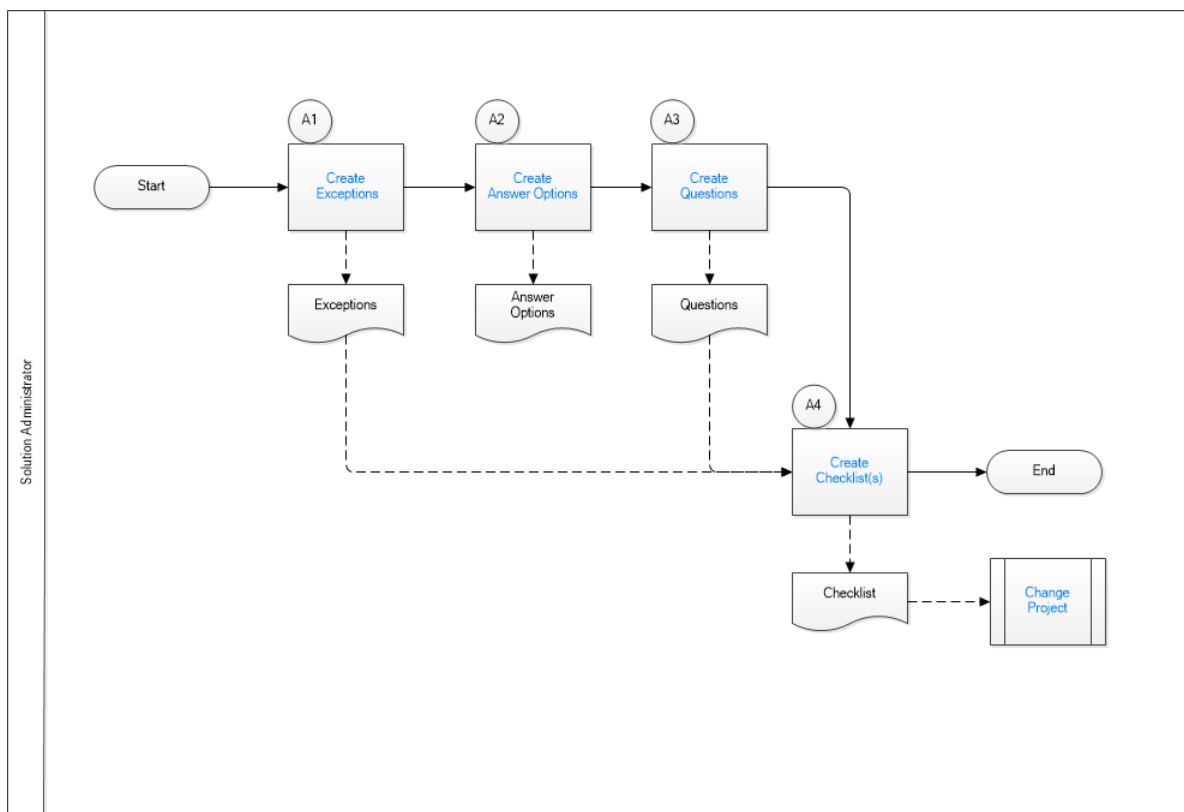 Solution Administrator
A1
A2
A3
Start
Create
Exceptions
Create
Answer Options
Create
Questions
Exceptions
Answer
Options
Questions
A4
Create
Checklist(s)
End
Checklist
Change
Project